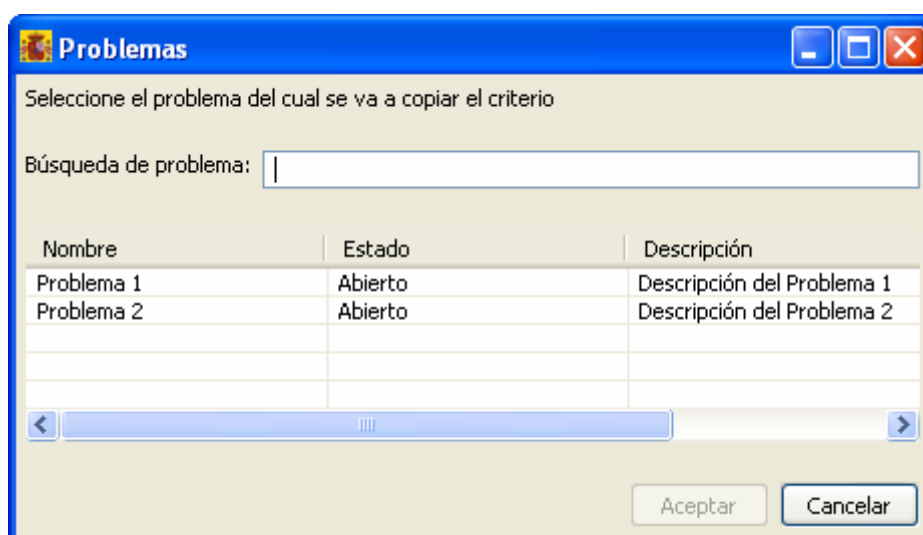 Problemas
Seleccione el problema del cual se va a copiar el criterio
Búsqueda de problema:
Nombre Estado Descripción
Problema 1 Abierto Descripción del Problema 1
Problema 2 Abierto Descripción del Problema 2
Aceptar Cancelar